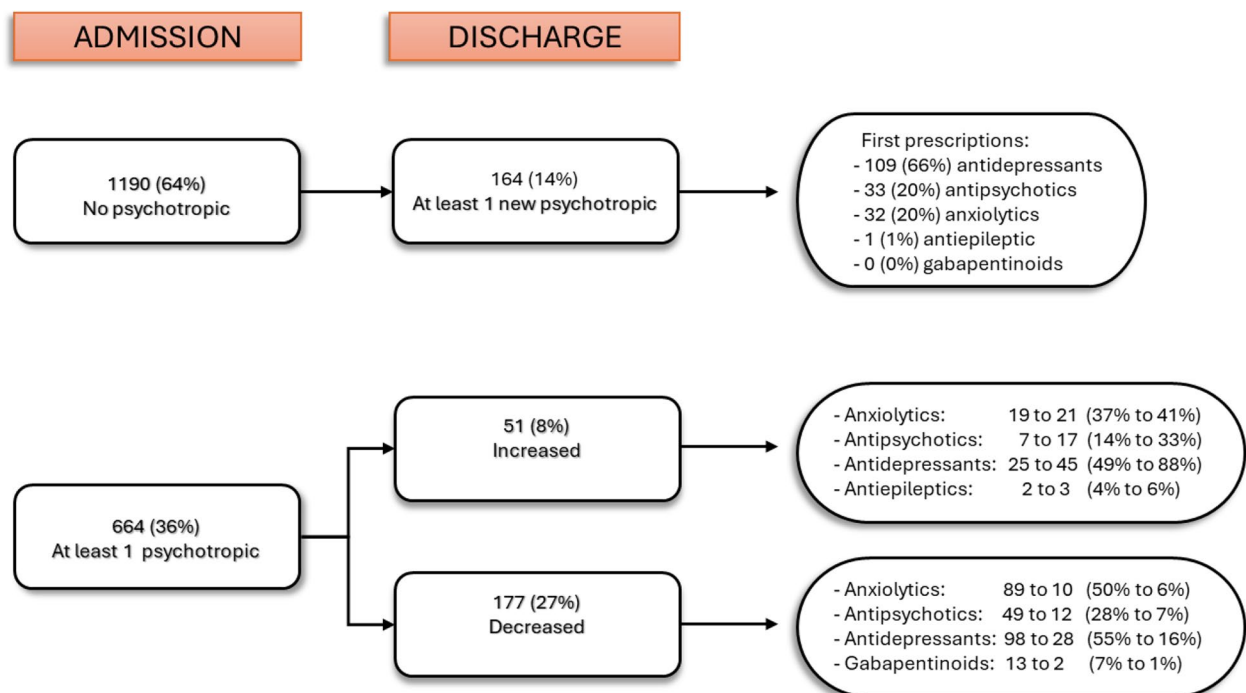 ADMISSION
DISCHARGE
1190 (64%)
No psychotropic
164 (14%)
At least 1 new psychotropic
First prescriptions:
- 109 (66%) antidepressants
- 33 (20%) antipsychotics
- 32 (20%) anxiolytics
- 1 (1%) antiepileptic
- 0 (0%) gabapentinoids
664 (36%)
At least 1 psychotropic
51 (8%)
Increased
- Anxiolytics: 19 to 21 (37% to 41%)
- Antipsychotics: 7 to 17 (14% to 33%)
- Antidepressants: 25 to 45 (49% to 88%)
- Antiepileptics: 2 to 3 (4% to 6%)
177 (27%)
Decreased
- Anxiolytics: 89 to 10 (50% to 6%)
- Antipsychotics: 49 to 12 (28% to 7%)
- Antidepressants: 98 to 28 (55% to 16%)
- Gabapentinoids: 13 to 2 (7% to 1%)